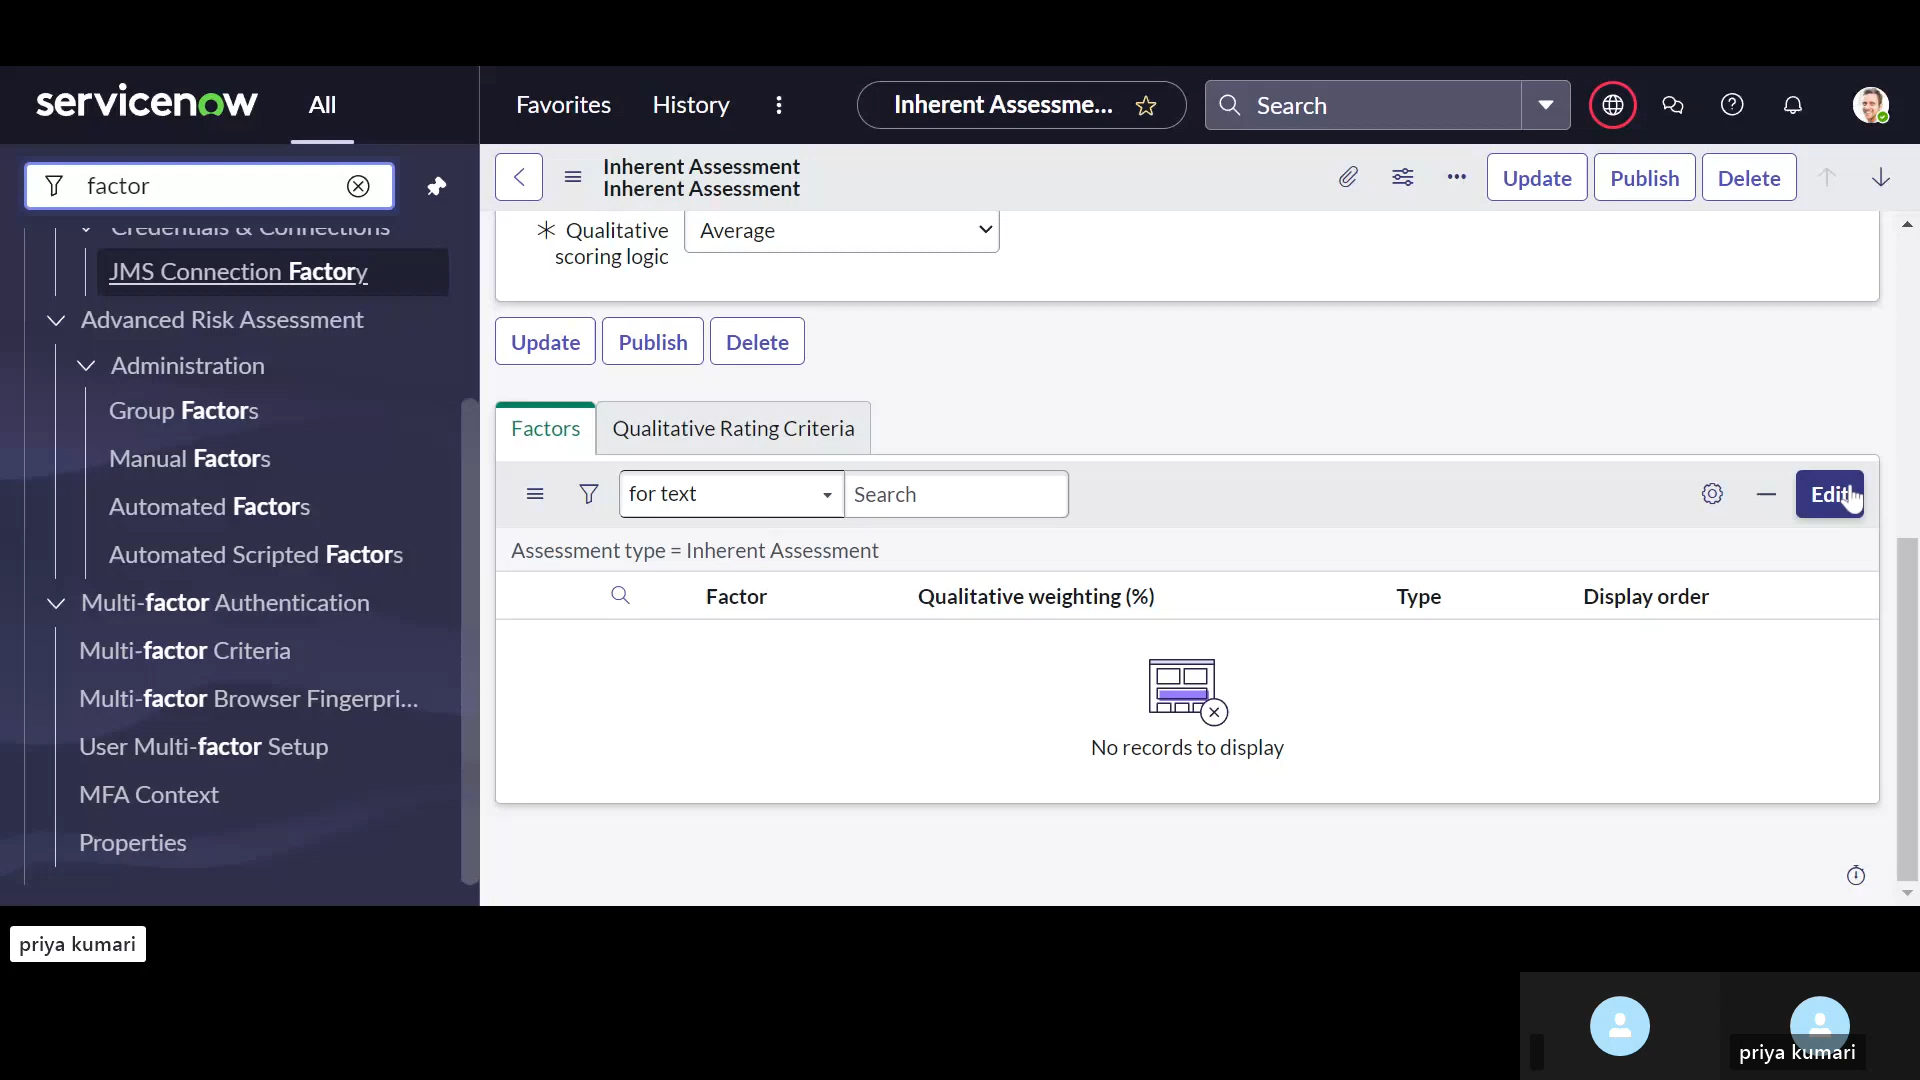 servicenow
All
Favorites
History
Inherent Assessme...
Search
factor
Inherent Assessment
Inherent Assessment
Update
Publish
Delete
Credentials & Connections
JMS Connection Factory
Advanced Risk Assessment
Administration
Group Factors
Manual Factors
Automated Factors
Automated Scripted Factors
Multi-factor Authentication
Multi-factor Criteria
Multi-factor Browser Fingerpri...
User Multi-factor Setup
MFA Context
Properties
Qualitative
scoring logic
Average
Update
Publish
Delete
Factors
Qualitative Rating Criteria
for text
Search
Edit
Assessment type = Inherent Assessment
Factor
Qualitative weighting (%)
Type
Display order
No records to display
priya kumari
priya kumari